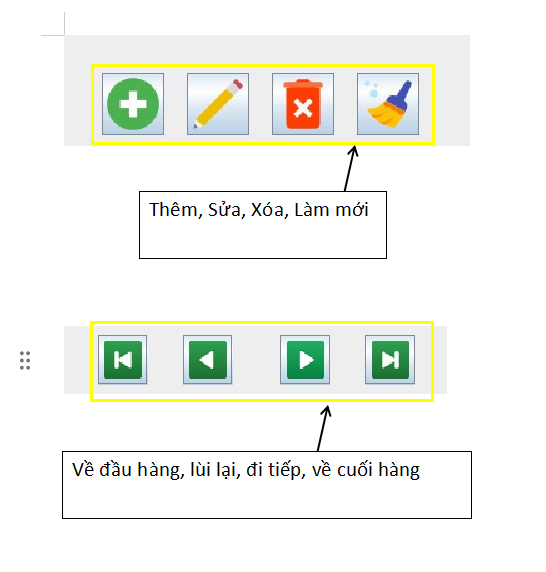 Thêm, Sửa, Xóa, Làm mới
Về đầu hàng, lùi lại, đi tiếp, về cuối hàng